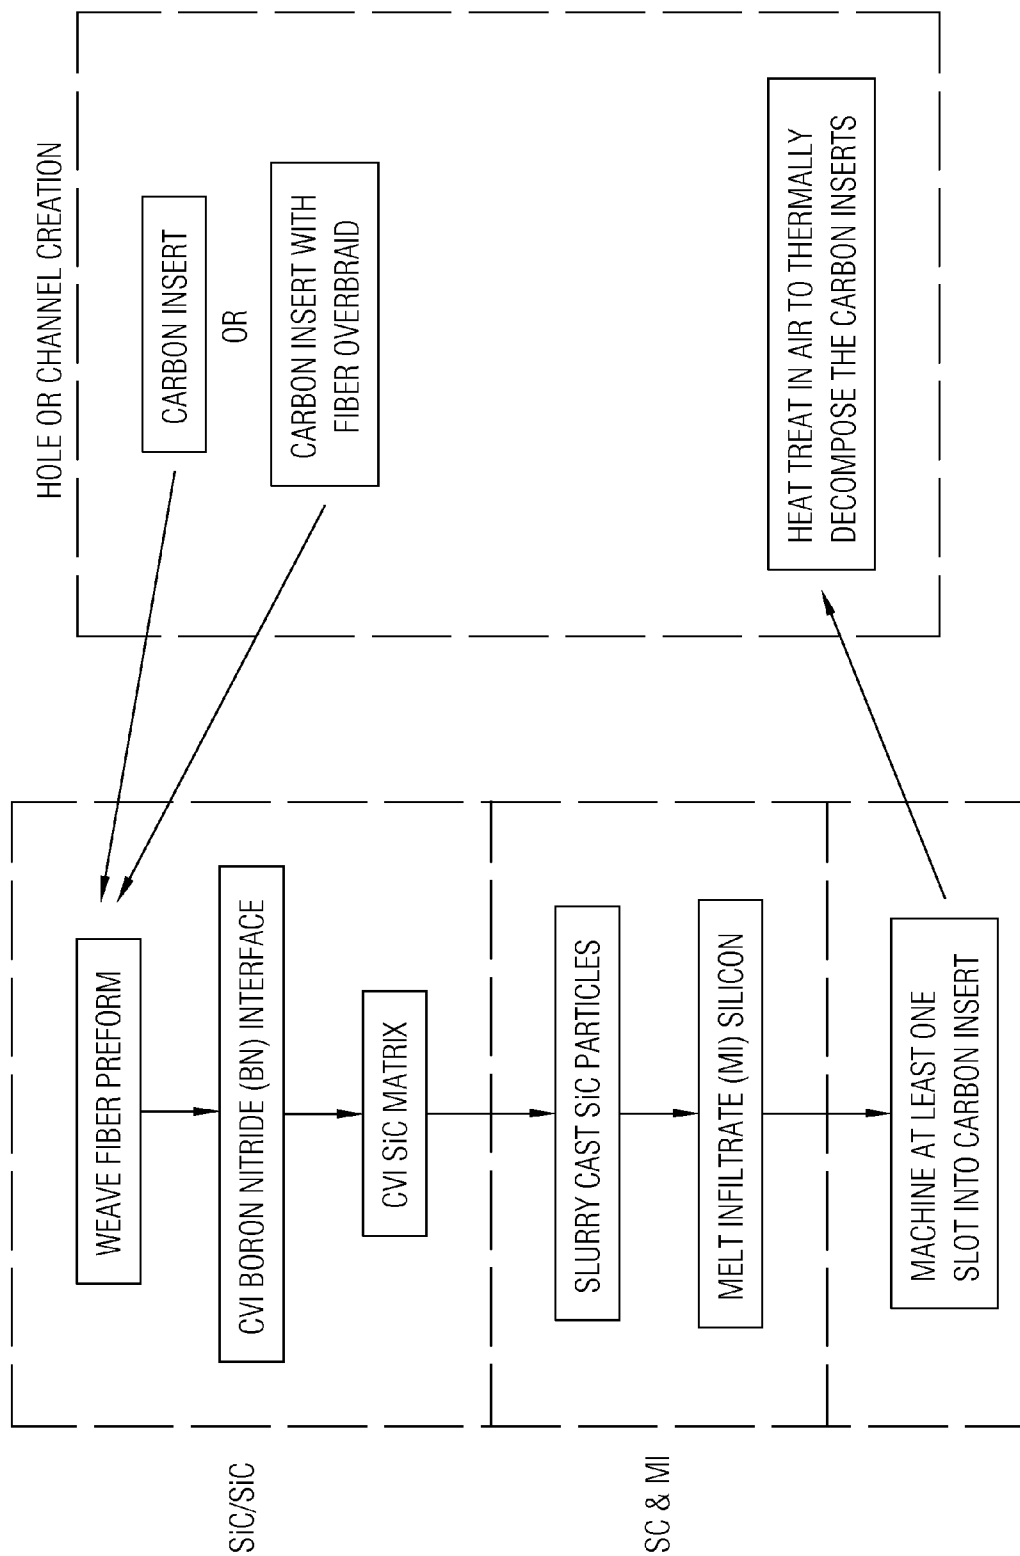 HOLE OR CHANNEL CREATION
SiC/SiC
WEAVE FIBER PREFORM
CARBON INSERT
OR
CARBON INSERT WITH
FIBER OVERBRAID
CVI BORON NITRIDE (BN) INTERFACE
CVI SiC MATRIX
SC & MI
SLURRY CAST SiC PARTICLES
MELT INFILTRATE (MI) SILICON
MACHINE AT LEAST ONE
SLOT INTO CARBON INSERT
HEAT TREAT IN AIR TO THERMALLY
DECOMPOSE THE CARBON INSERTS